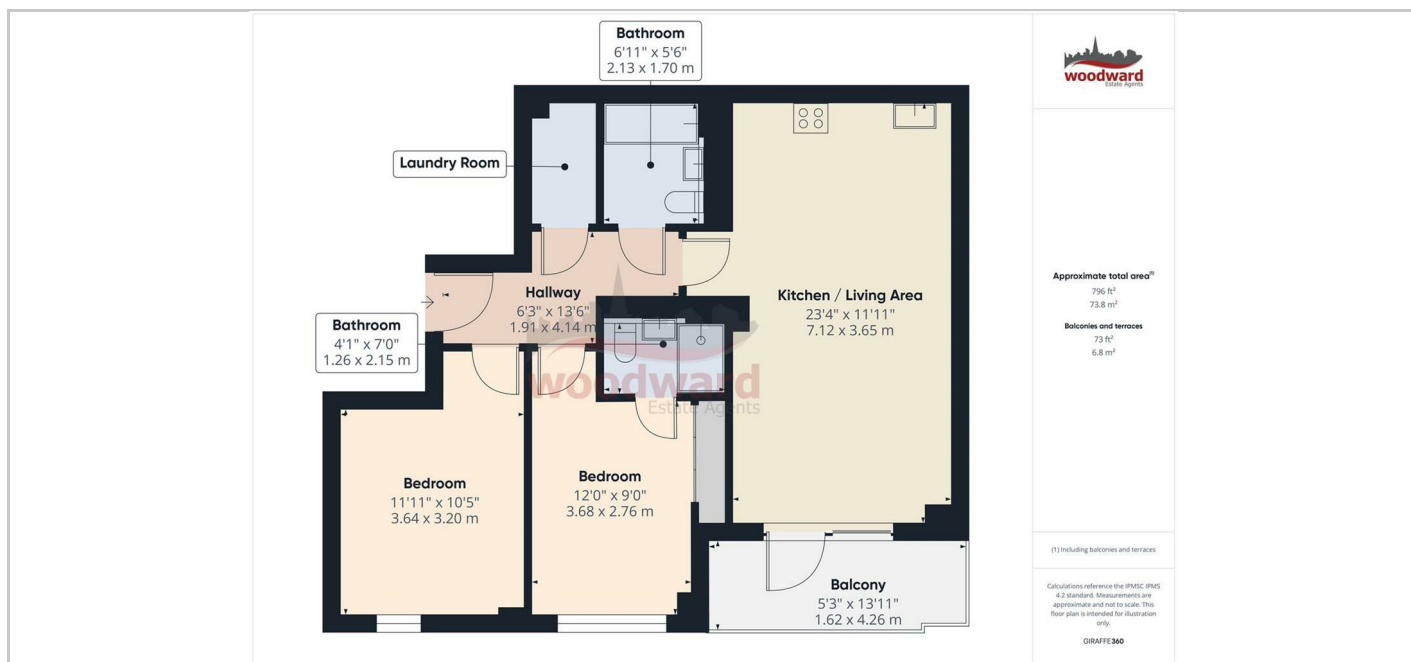 Bathroom
6'11" x 5'6"
2.13 x 1.70 m
Laundry Room
Hallway
6'3" x 13'6"
1.91 x 4.14 m
Kitchen / Living Area
23'4" x 11'11"
7.12 x 3.65 m
Bathroom
4'1" x 7'0"
1.26 x 2.15 m
woodward
Estate Agents
Bedroom
11'11" x 10'5"
3.64 x 3.20 m
Bedroom
12'0" x 9'0"
3.68 x 2.76 m
Balcony
5'3" x 13'11"
1.62 x 4.26 m
woodward
Estate Agents
Approximate total area(1)
796 ft²
73.8 m²
Balconies and terraces
73 ft²
6.8 m²
(1) Including balconies and terraces
Calculations reference the IPMSC IPMS
4.2 standard. Measurements are
approximate and not to scale. This
floor plan is intended for illustration
only.
GIRAFFE360